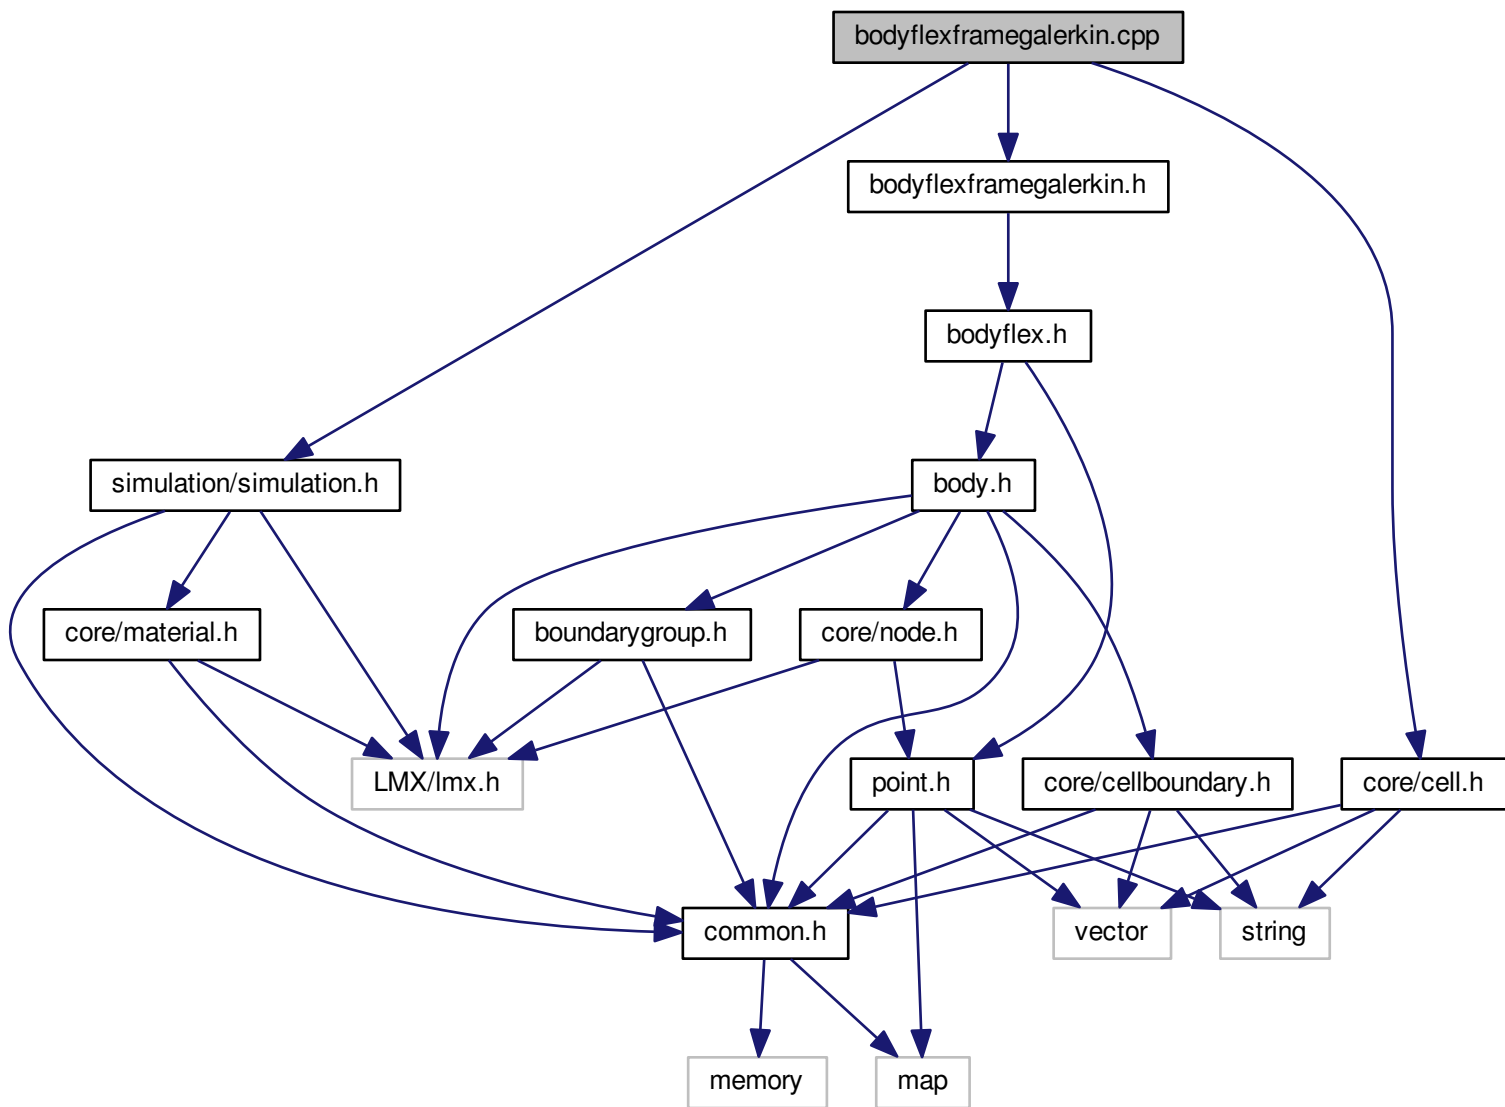 bodyflexframegalerkin.cpp
bodyflexframegalerkin.h
bodyflex.h
simulation/simulation.h
body.h
core/material.h
boundarygroup.h
core/node.h
LMX/lmx.h
point.h
core/cellboundary.h
core/cell.h
common.h
vector
string
memory
map